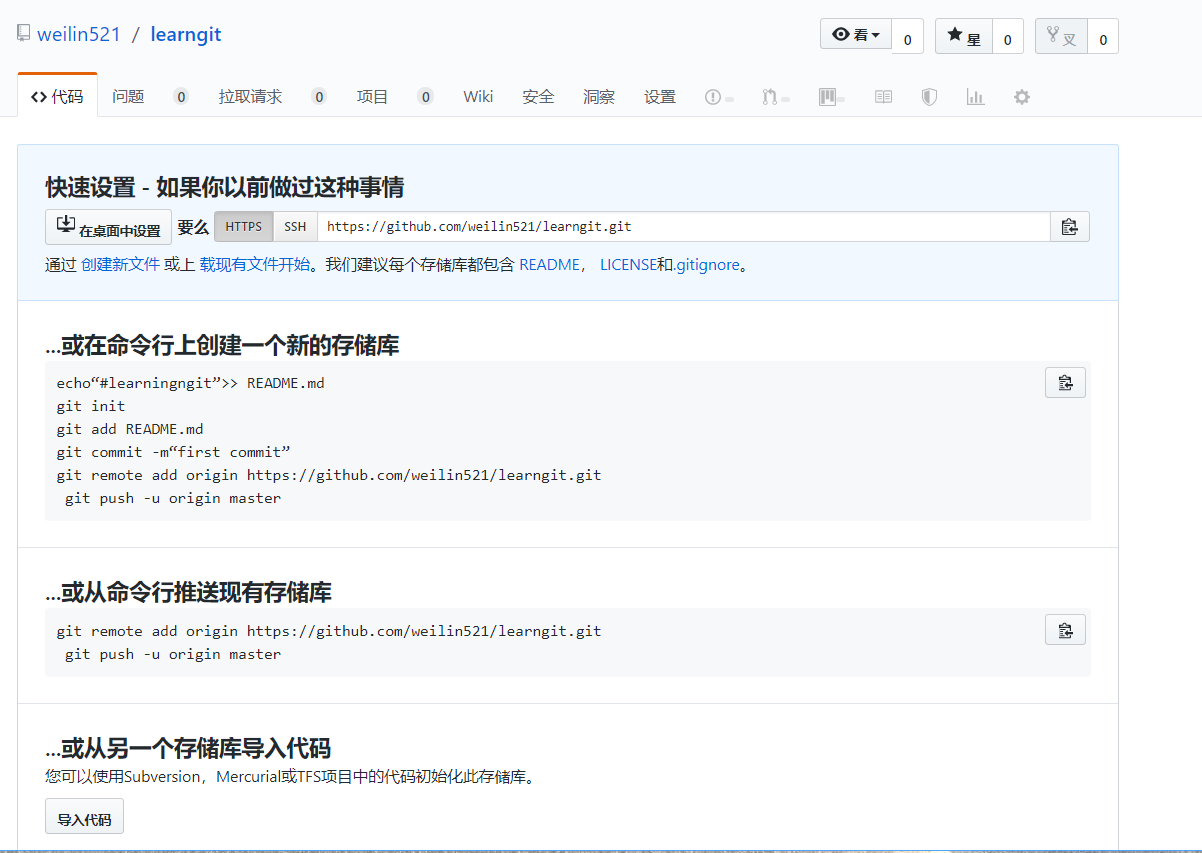 weilin521 / learngit
看 0 星 0 叉 0
代码 问题 0 拉取请求 0 项目 0 Wiki 安全 洞察 设置
快速设置 - 如果你以前做过这种事情
在桌面中设置 要么 HTTPS SSH https://github.com/weilin521/learngit.git
通过 创建新文件 或上 载现有文件开始。我们建议每个存储库都包含 README， LICENSE和.gitignore。
...或在命令行上创建一个新的存储库
echo“#learningngit”>> README.md
git init
git add README.md
git commit -m“first commit”
git remote add origin https://github.com/weilin521/learngit.git
git push -u origin master
...或从命令行推送现有存储库
git remote add origin https://github.com/weilin521/learngit.git
git push -u origin master
...或从另一个存储库导入代码
您可以使用Subversion，Mercurial或TFS项目中的代码初始化此存储库。
导入代码